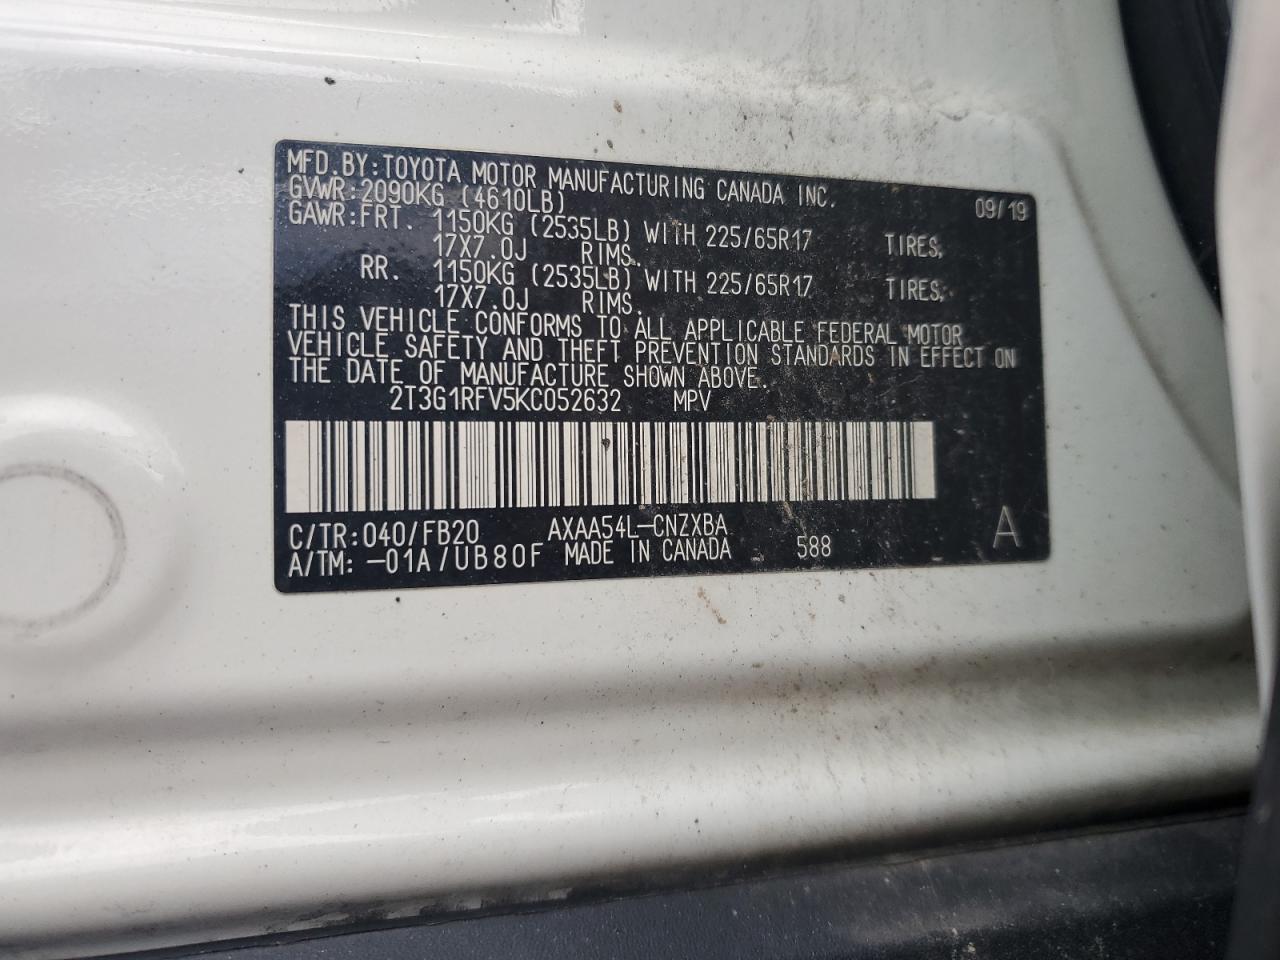 MFD.BY:TOYOTA MOTOR MANUFACTURING CANADA INC. 09/19
GVWR:2090KG (4610LB)
GAWR:FRT. 1150KG (2535LB) WITH 225/65R17 TIRES,
17X7.0J RIMS.
RR. 1150KG (2535LB) WITH 225/65R17 TIRES,
17X7.0J RIMS.
THIS VEHICLE CONFORMS TO ALL APPLICABLE FEDERAL MOTOR
VEHICLE SAFETY AND THEFT PREVENTION STANDARDS IN EFFECT ON
THE DATE OF MANUFACTURE SHOWN ABOVE.
2T3G1RFV5KC052632 MPV
C/TR:040/FB20 AXAA54L-CNZXBA A
A/TM:-01A/UB80F MADE IN CANADA 588